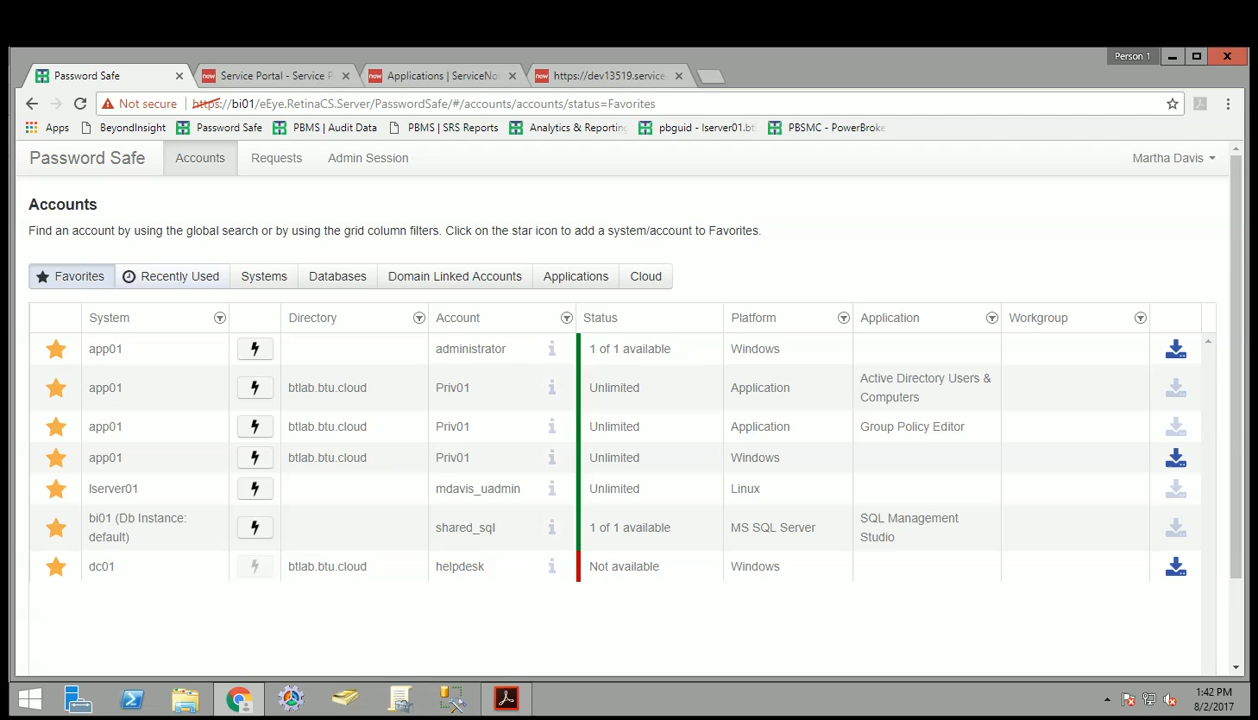 Person 1
Password Safe
Service Portal - Service P
Applications | ServiceNo
https://dev13519.service
Not secure | https://bi01/eEye.RetinaCS.Server/PasswordSafe/#/accounts/accounts/status=Favorites
Apps BeyondInsight Password Safe PBMS | Audit Data PBMS | SRS Reports Analytics & Reporting pbguid - lserver01.bt PBSMC - PowerBroke
Password Safe Accounts Requests Admin Session Martha Davis
Accounts
Find an account by using the global search or by using the grid column filters. Click on the star icon to add a system/account to Favorites.
Favorites Recently Used Systems Databases Domain Linked Accounts Applications Cloud
System Directory Account Status Platform Application Workgroup
app01 administrator 1 of 1 available Windows
app01 btlab.btu.cloud Priv01 Unlimited Application Active Directory Users &
Computers
app01 btlab.btu.cloud Priv01 Unlimited Application Group Policy Editor
app01 btlab.btu.cloud Priv01 Unlimited Windows
lserver01 mdavis_uadmin Unlimited Linux
bi01 (Db Instance:
default) shared_sql 1 of 1 available MS SQL Server SQL Management
Studio
dc01 btlab.btu.cloud helpdesk Not available Windows
1:42 PM
8/2/2017